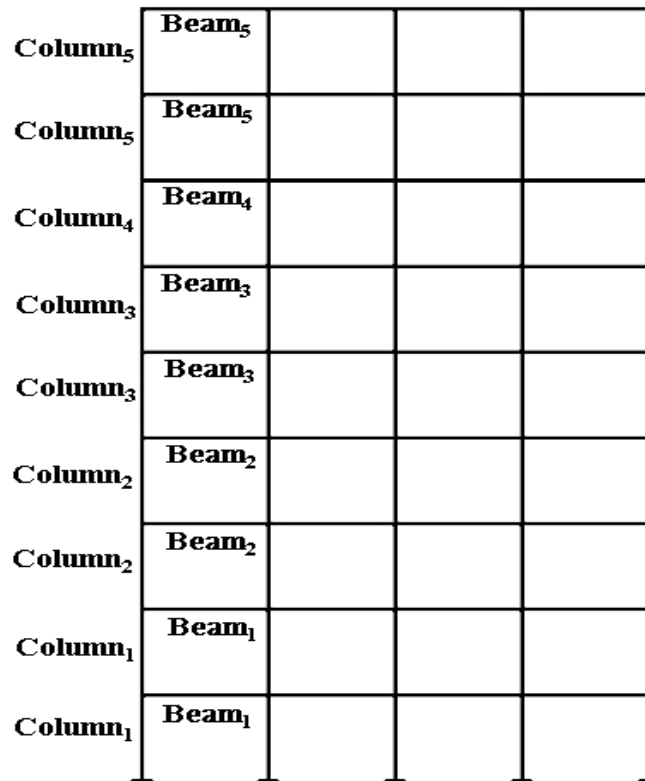 Beam₅
Column₅
Beam₅
Column₅
Beam₄
Column₄
Beam₃
Column₃
Beam₃
Column₃
Beam₂
Column₂
Beam₂
Column₂
Beam₁
Column₁
Beam₁
Column₁